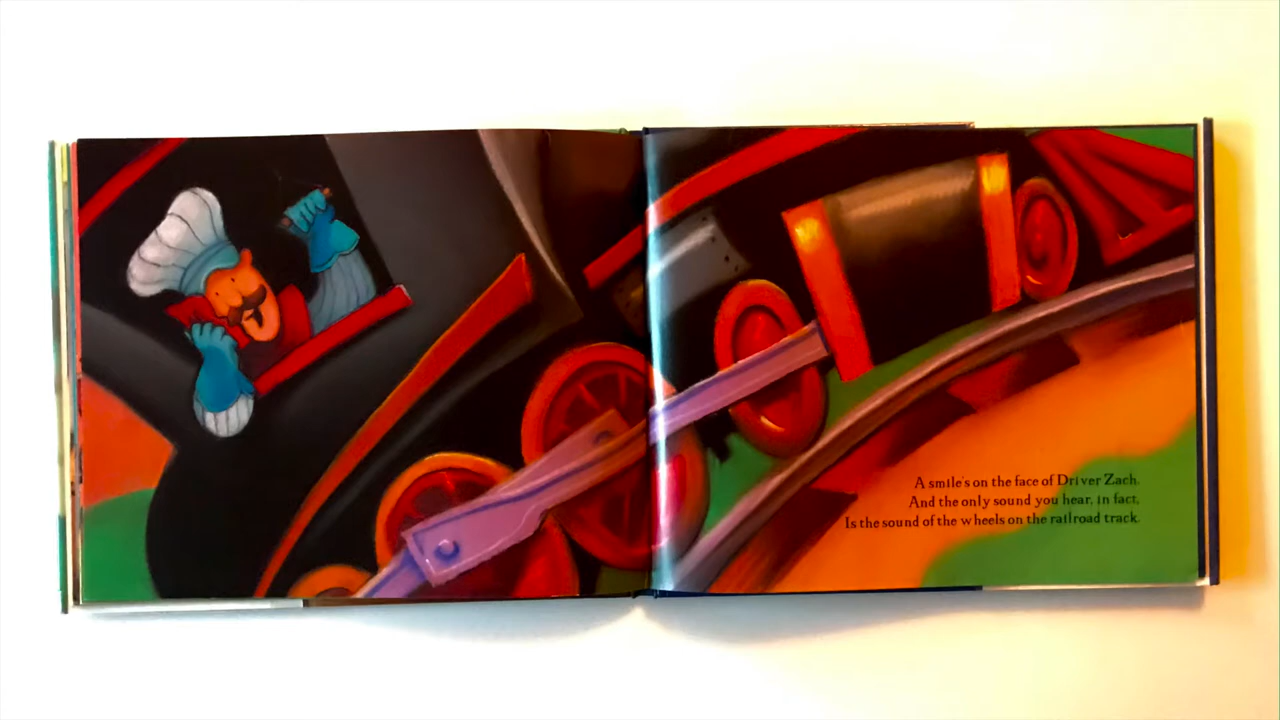 A smile's on the face of Driver Zach.
And the only sound you hear, in fact,
Is the sound of the wheels on the railroad track.